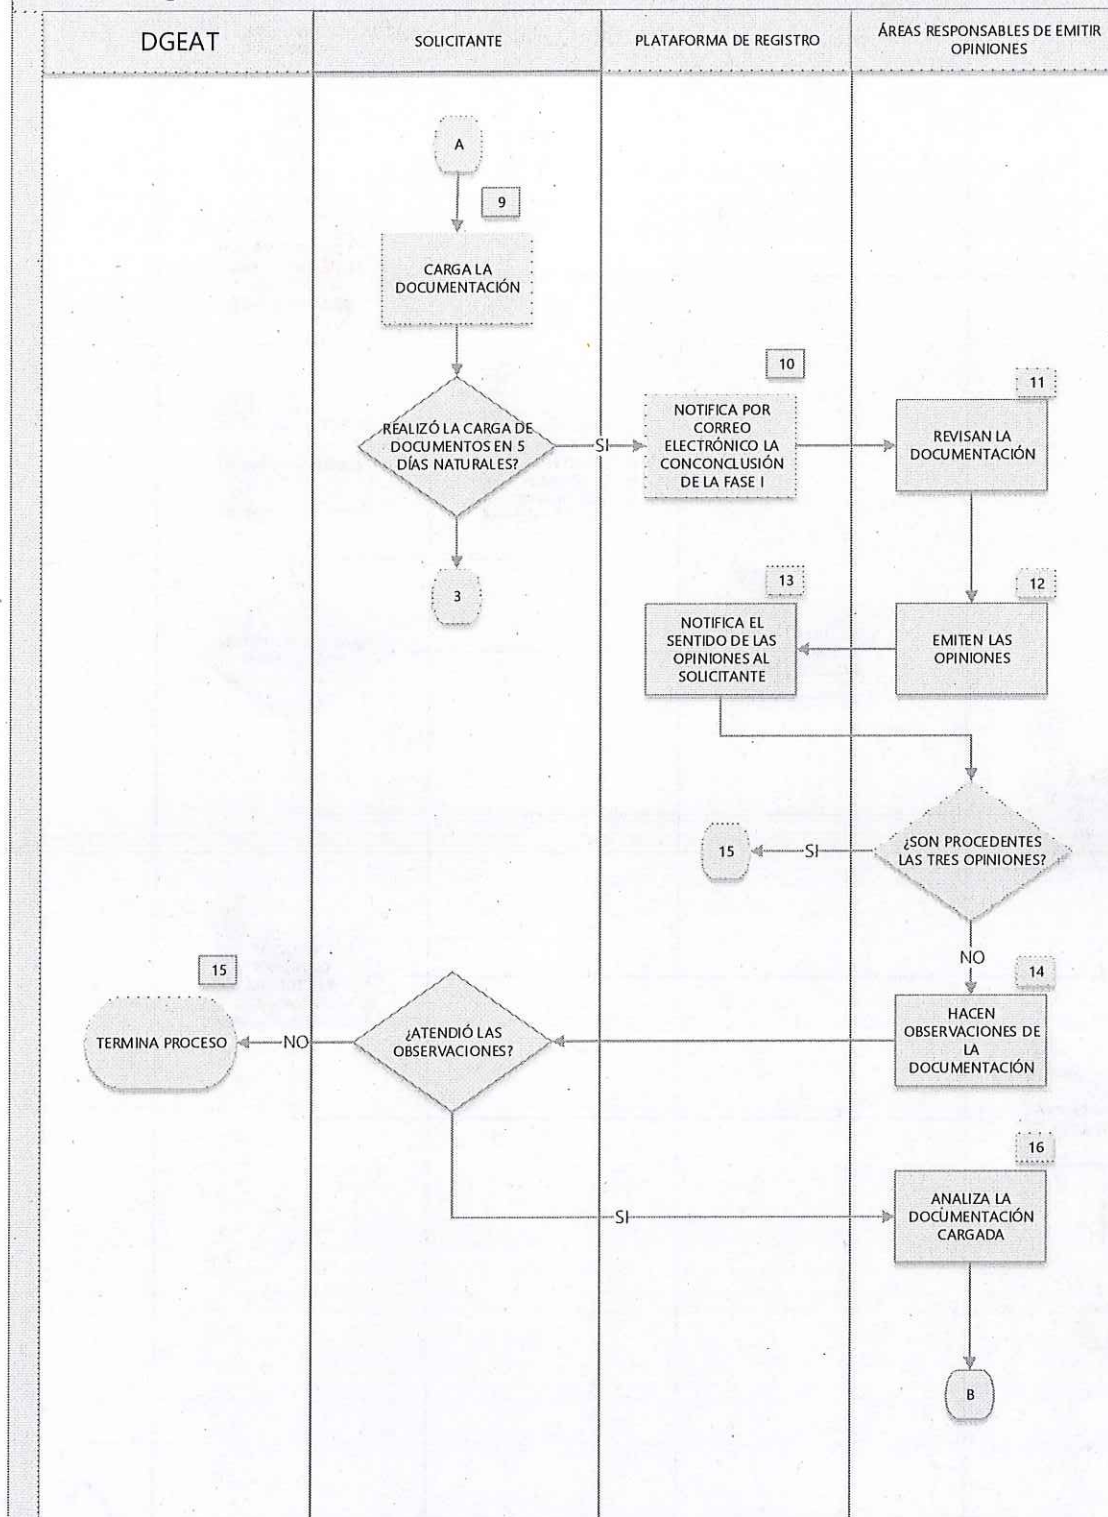 DGEAT
SOLICITANTE
PLATAFORMA DE REGISTRO
ÁREAS RESPONSABLES DE EMITIR
OPINIONES
A
9
CARGA LA
DOCUMENTACIÓN
REALIZÓ LA CARGA DE
DOCUMENTOS EN 5
DÍAS NATURALES?
SI
3
10
NOTIFICA POR
CORREO
ELECTRÓNICO LA
CONCONCLUSIÓN
DE LA FASE I
11
REVISAN LA
DOCUMENTACIÓN
12
EMITEN LAS
OPINIONES
13
NOTIFICA EL
SENTIDO DE LAS
OPINIONES AL
SOLICITANTE
¿SON PROCEDENTES
LAS TRES OPINIONES?
SI
15
NO
14
HACEN
OBSERVACIONES DE
LA
DOCUMENTACIÓN
¿ATENDIÓ LAS
OBSERVACIONES?
NO
15
TERMINA PROCESO
SI
16
ANALIZA LA
DOCUMENTACIÓN
CARGADA
B